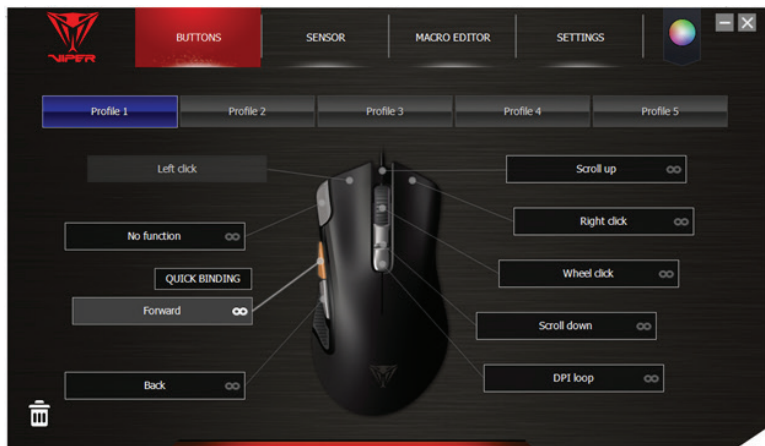 VIPER
BUTTONS
SENSOR
MACRO EDITOR
SETTINGS
Profile 1
Profile 2
Profile 3
Profile 4
Profile 5
Left click
Scroll up
No function
Right click
QUICK BINDING
Wheel click
Forward
Scroll down
Back
DPI loop